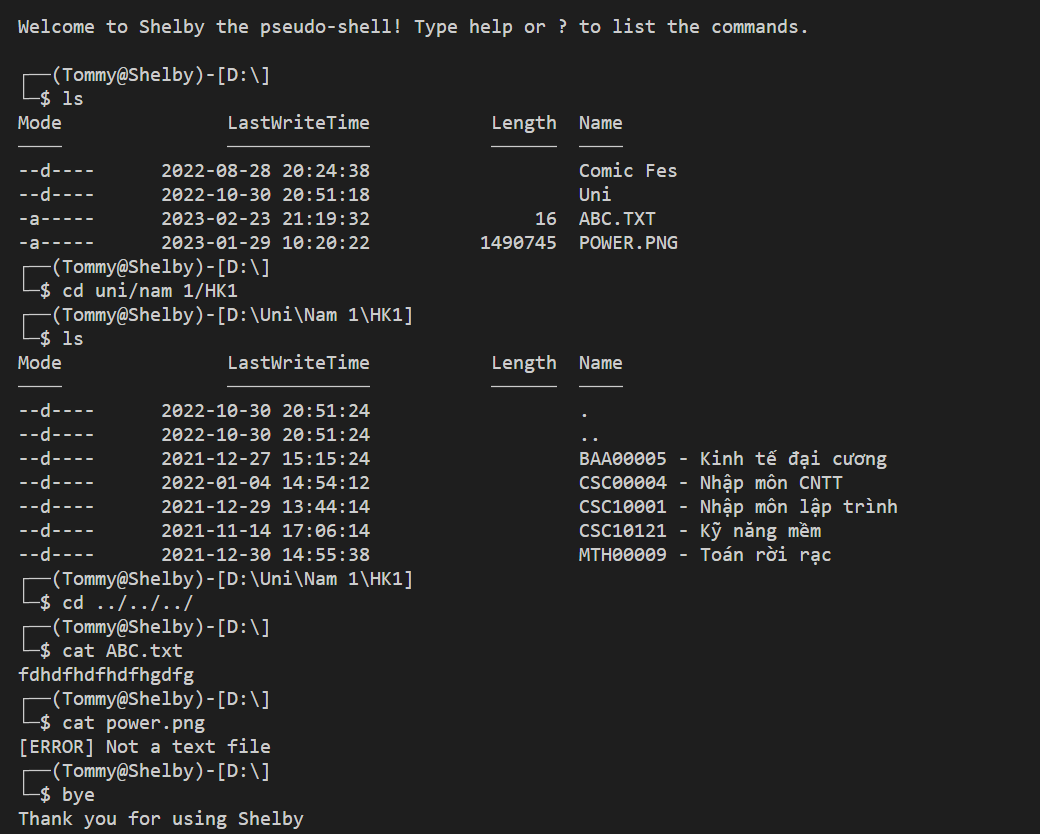 Welcome to Shelby the pseudo-shell! Type help or ? to list the commands.
┌──(Tommy@Shelby)-[D:\]
└─$ ls
Mode                   LastWriteTime           Length  Name
────                   ─────────────           ──────  ────
--d----      2022-08-28 20:24:38                   Comic Fes
--d----      2022-10-30 20:51:18                   Uni
-a-----      2023-02-23 21:19:32               16  ABC.TXT
-a-----      2023-01-29 10:20:22          1490745  POWER.PNG
┌──(Tommy@Shelby)-[D:\]
└─$ cd uni/nam 1/HK1
┌──(Tommy@Shelby)-[D:\Uni\Nam 1\HK1]
└─$ ls
Mode                   LastWriteTime           Length  Name
────                   ─────────────           ──────  ────
--d----      2022-10-30 20:51:24                   .
--d----      2022-10-30 20:51:24                   ..
--d----      2021-12-27 15:15:24                   BAA00005 - Kinh tế đại cương
--d----      2022-01-04 14:54:12                   CSC00004 - Nhập môn CNTT
--d----      2021-12-29 13:44:14                   CSC10001 - Nhập môn lập trình
--d----      2021-11-14 17:06:14                   CSC10121 - Kỹ năng mềm
--d----      2021-12-30 14:55:38                   MTH00009 - Toán rời rạc
┌──(Tommy@Shelby)-[D:\Uni\Nam 1\HK1]
└─$ cd ../../../
┌──(Tommy@Shelby)-[D:\]
└─$ cat ABC.txt
fdhdfhdfhdfhgdfg
┌──(Tommy@Shelby)-[D:\]
└─$ cat power.png
[ERROR] Not a text file
┌──(Tommy@Shelby)-[D:\]
└─$ bye
Thank you for using Shelby